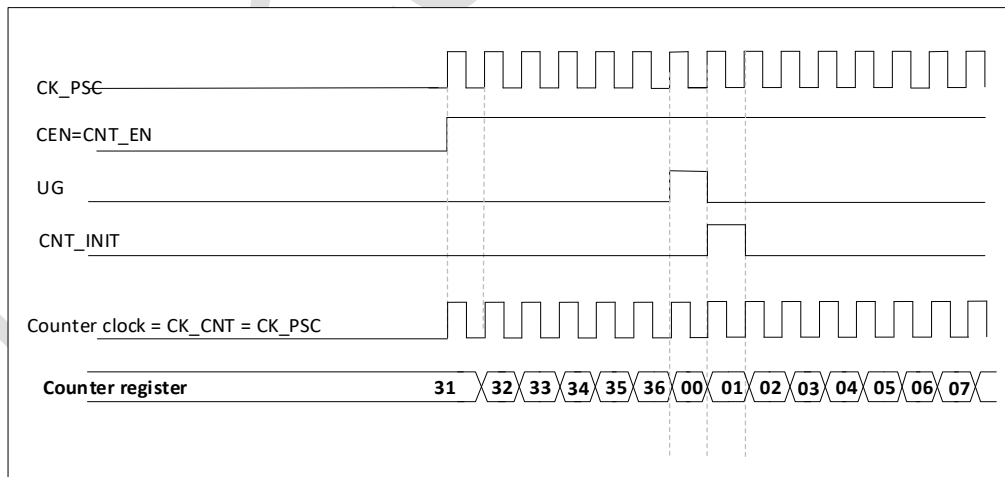 CK_PSC
CEN=CNT_EN
UG
CNT_INIT
Counter clock = CK_CNT = CK_PSC
Counter register 31 32 33 34 35 36 00 01 02 03 04 05 06 07